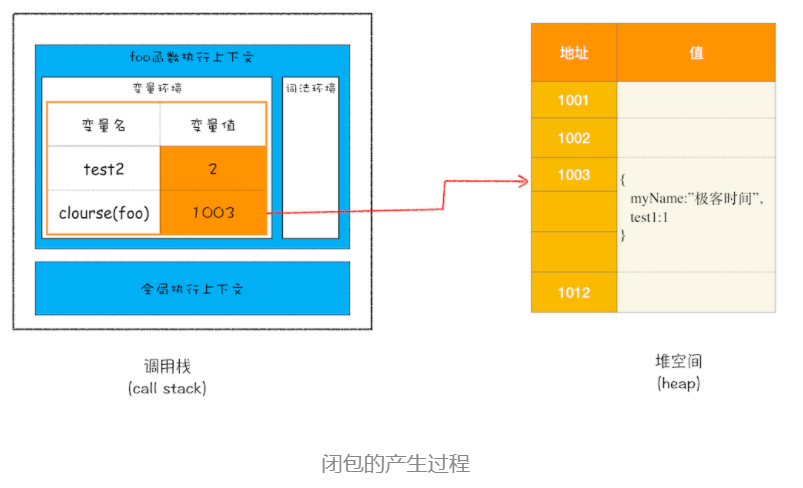 foo函数执行上下文
变量环境
词法环境
变量名 变量值
test2 2
clourse(foo) 1003
全局执行上下文
调用栈
(call stack)
地址 值
1001
1002
1003
{
myName:”极客时间”,
test1:1
}
1012
堆空间
(heap)
闭包的产生过程